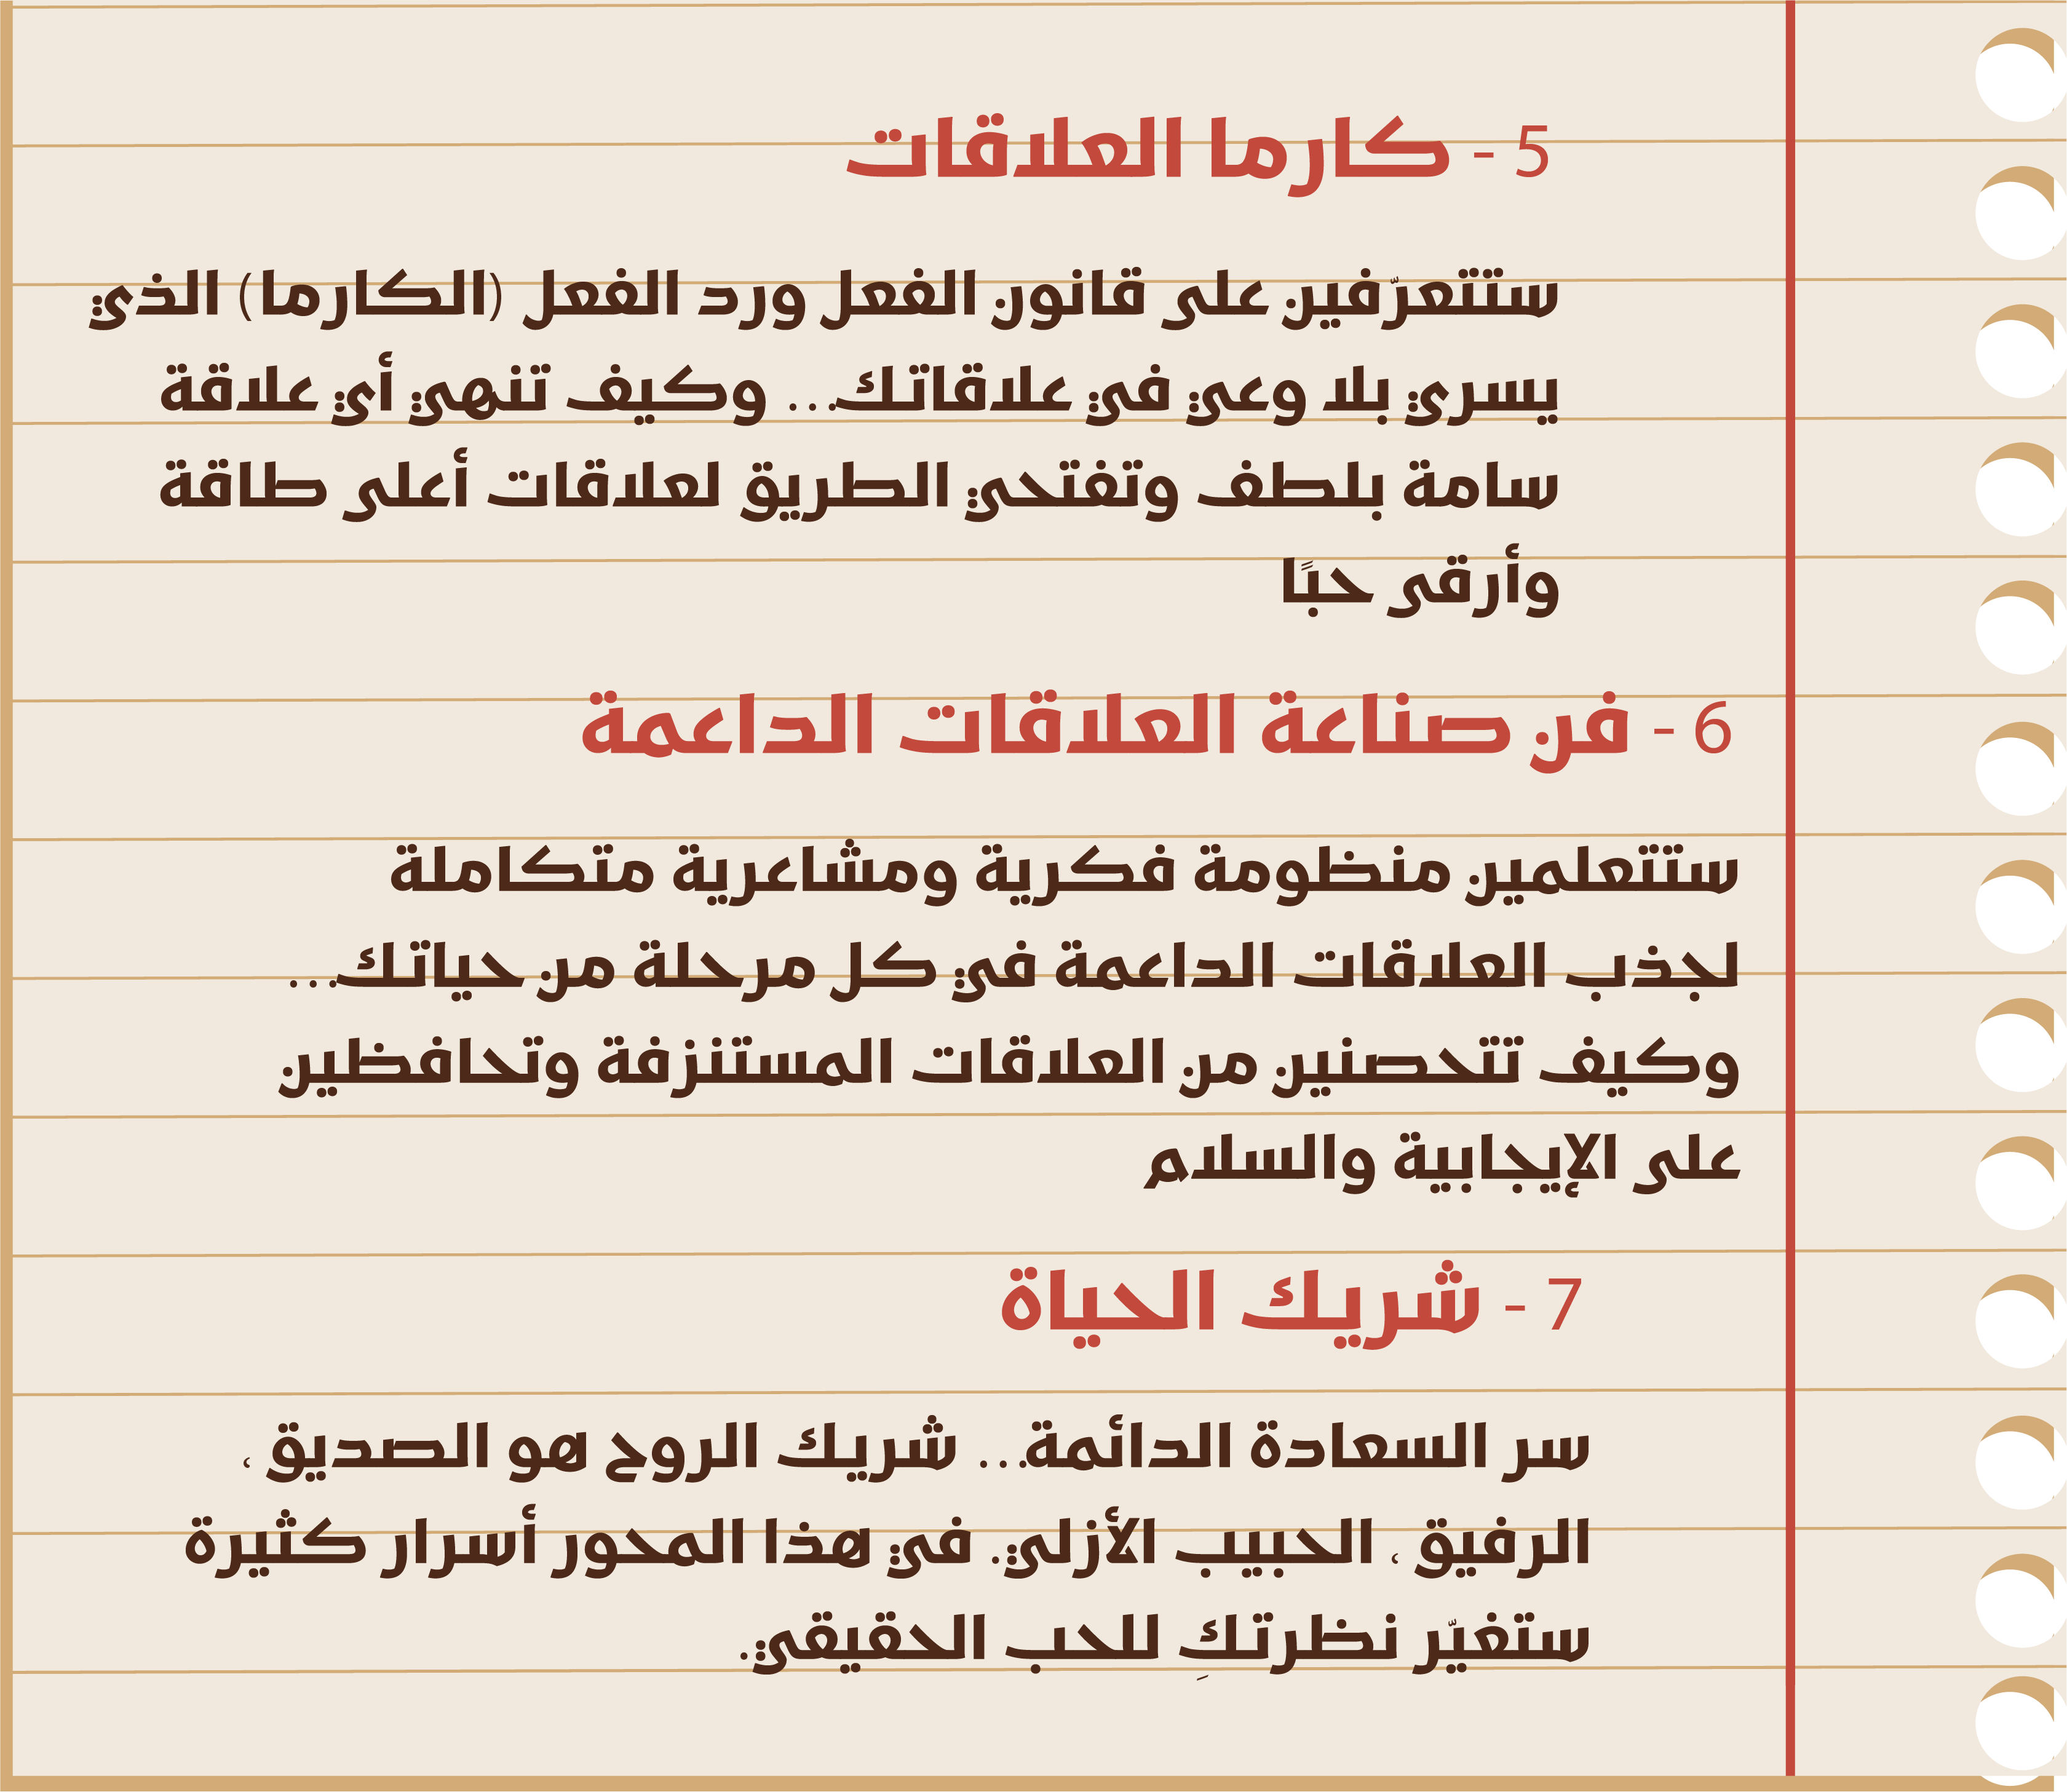 5 - كارما العلاقات
ستتعرّفين على قانون الفعل ورد الفعل (الكارما) الذي
يسري بلا وعي في علاقاتك... وكيف تنهي أي علاقة
سامة بلطف وتفتحي الطريق لعلاقات أعلى طاقة
وأرقى حبًا
6 - فن صناعة العلاقات الداعمة
ستتعلمين منظومة فكرية ومشاعرية متكاملة
لجذب العلاقات الداعمة في كل مرحلة من حياتك...
وكيف تتحصنين من العلاقات المستنزفة وتحافظين
على الإيجابية والسلام
7 - شريك الحياة
سر السعادة الدائمة... شريك الروح هو الصديق،
الرفيق، الحبيب الأزلي. في هذا المحور أسرار كثيرة
ستغيّر نظرتكِ للحب الحقيقي.